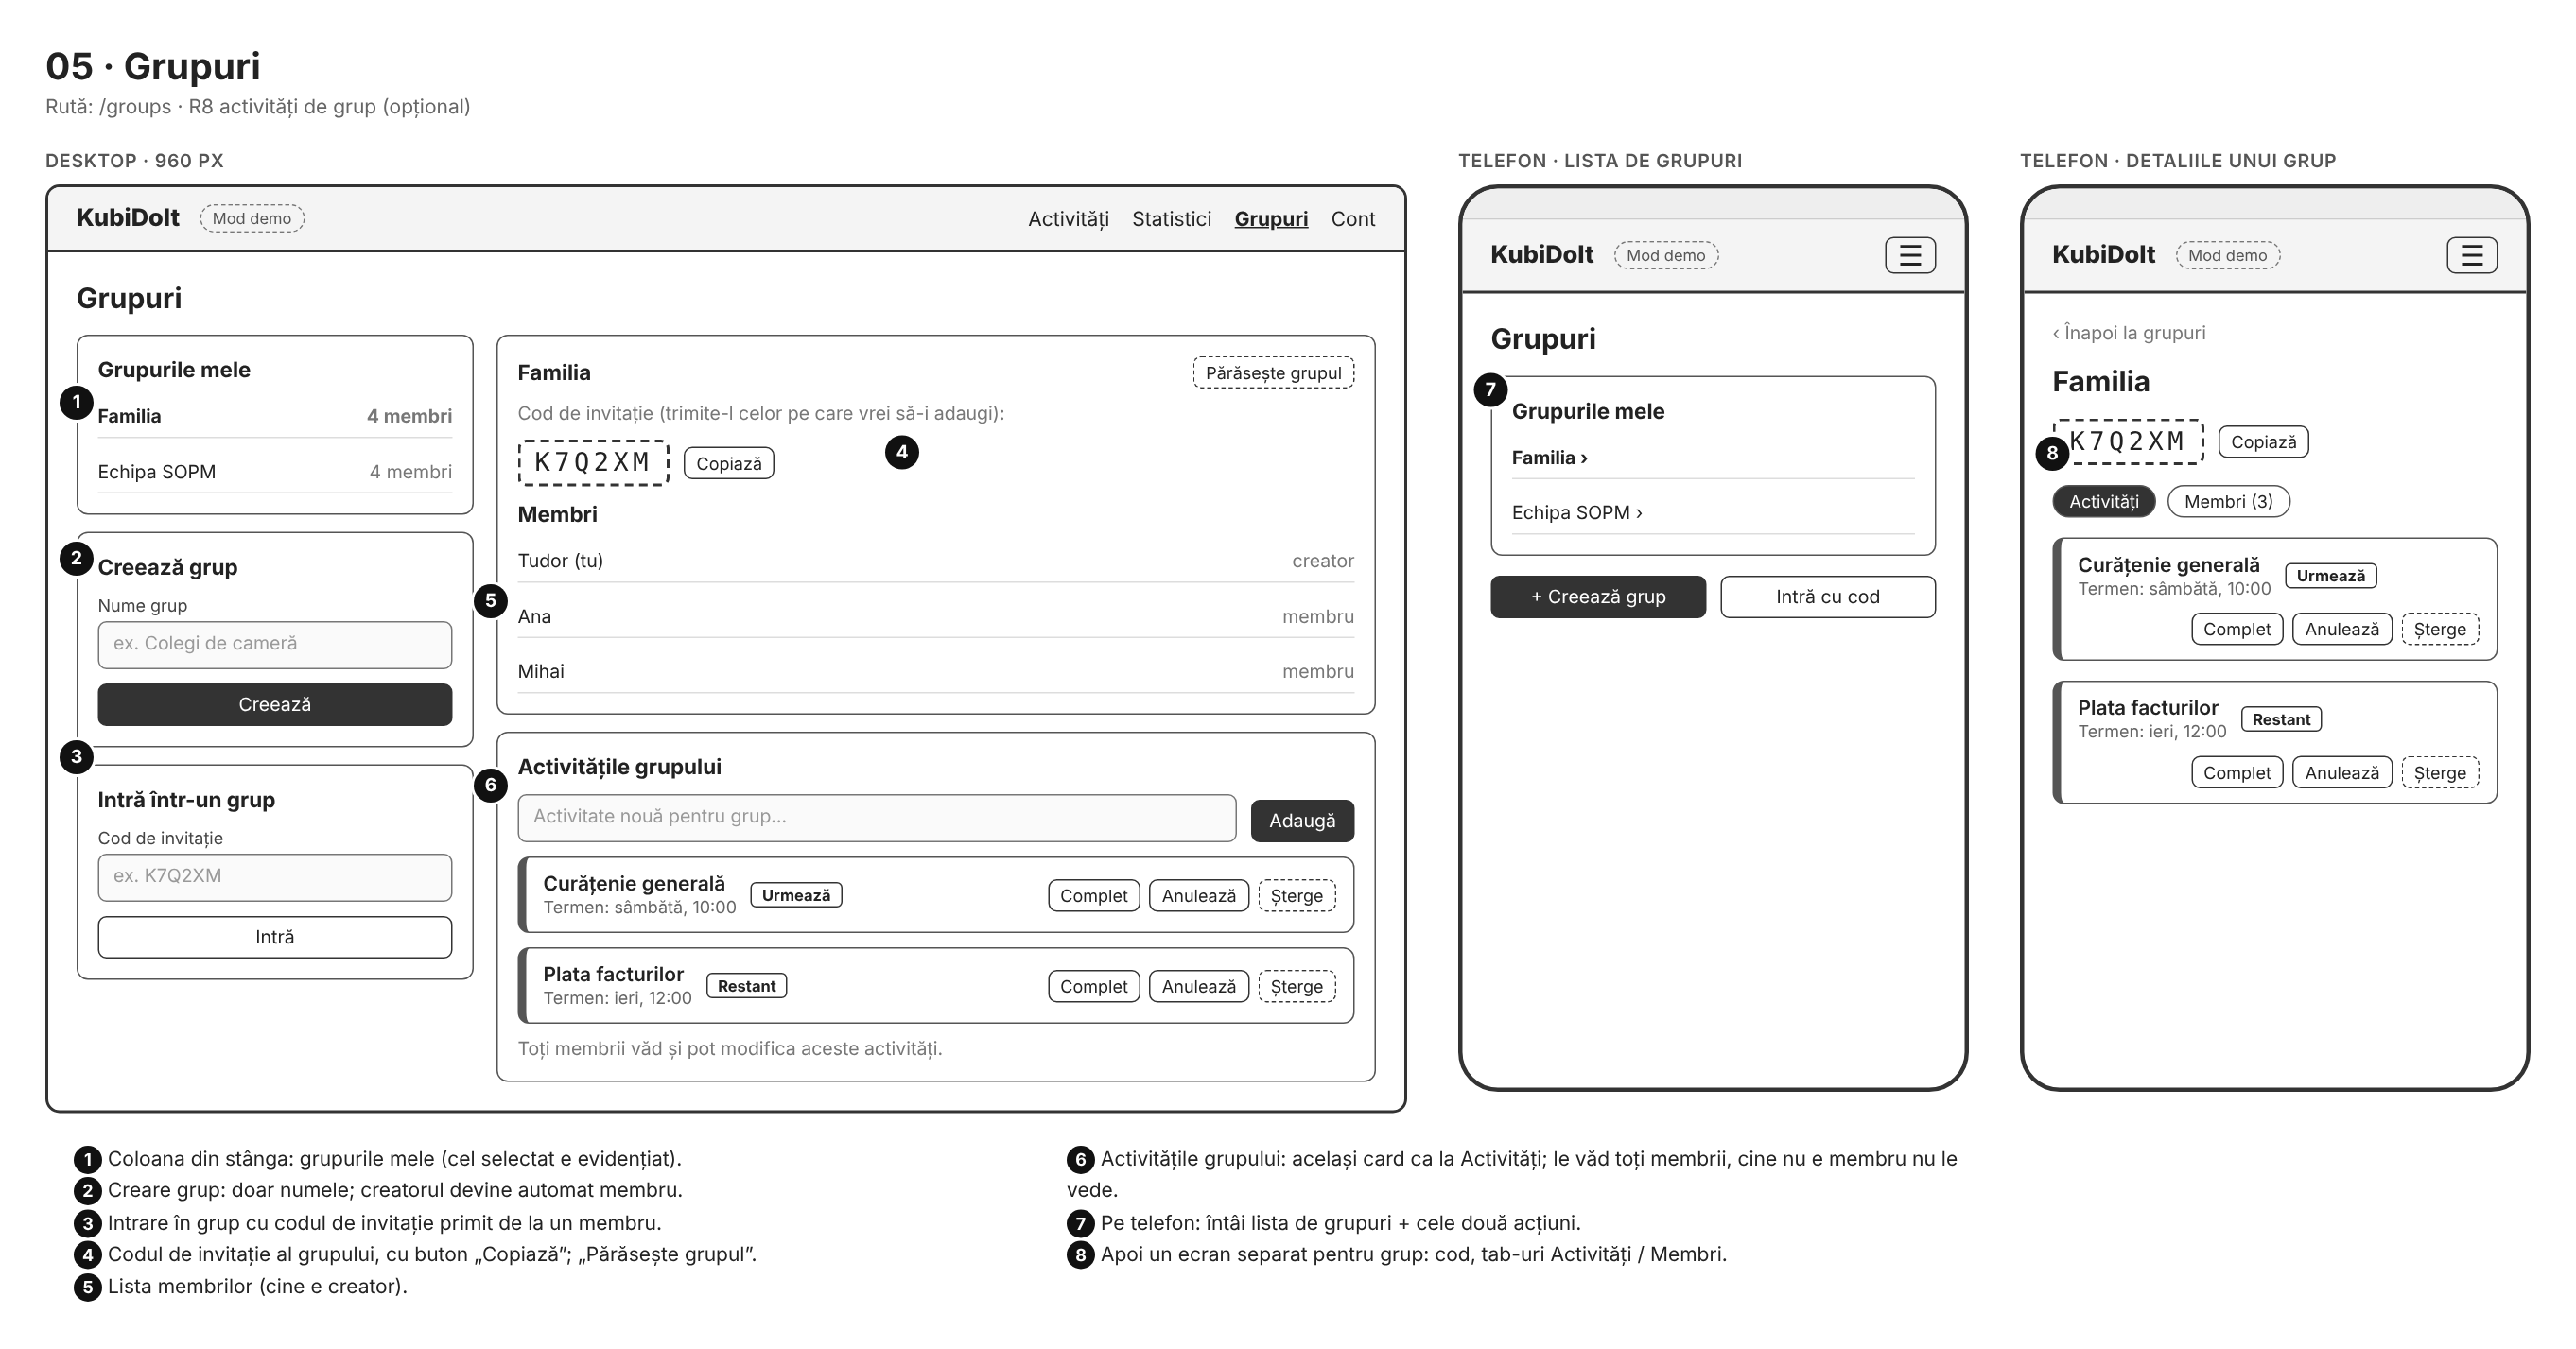 05 · Grupuri
Rută: /groups · R8 activități de grup (opțional)
DESKTOP · 960 PX
KubiDoIt
Mod demo
Activități
Statistici
Grupuri
Cont
Grupuri
Grupurile mele
1
Familia
4 membri
Echipa SOPM
4 membri
2
Creează grup
Nume grup
ex. Colegi de cameră
Creează
3
Intră într-un grup
Cod de invitație
ex. K7Q2XM
Intră
Familia
Părăsește grupul
Cod de invitație (trimite-l celor pe care vrei să-i adaugi):
4
K7Q2XM
Copiază
Membri
Tudor (tu)
creator
5
Ana
membru
Mihai
membru
6
Activitățile grupului
Activitate nouă pentru grup...
Adaugă
Curățenie generală
Termen: sâmbătă, 10:00
Urmează
Complet
Anulează
Șterge
Plata facturilor
Termen: ieri, 12:00
Restant
Complet
Anulează
Șterge
Toți membrii văd și pot modifica aceste activități.
TELEFON · LISTA DE GRUPURI
KubiDoIt
Mod demo
☰
Grupuri
7
Grupurile mele
Familia ›
Echipa SOPM ›
+ Creează grup
Intră cu cod
TELEFON · DETALIILE UNUI GRUP
KubiDoIt
Mod demo
☰
‹ Înapoi la grupuri
Familia
8
K7Q2XM
Copiază
Activități
Membri (3)
Curățenie generală
Termen: sâmbătă, 10:00
Urmează
Complet
Anulează
Șterge
Plata facturilor
Termen: ieri, 12:00
Restant
Complet
Anulează
Șterge
1 Coloana din stânga: grupurile mele (cel selectat e evidențiat).
2 Creare grup: doar numele; creatorul devine automat membru.
3 Intrare în grup cu codul de invitație primit de la un membru.
4 Codul de invitație al grupului, cu buton „Copiază”; „Părăsește grupul”.
5 Lista membrilor (cine e creator).
6 Activitățile grupului: același card ca la Activități; le văd toți membrii, cine nu e membru nu le
vede.
7 Pe telefon: întâi lista de grupuri + cele două acțiuni.
8 Apoi un ecran separat pentru grup: cod, tab-uri Activități / Membri.